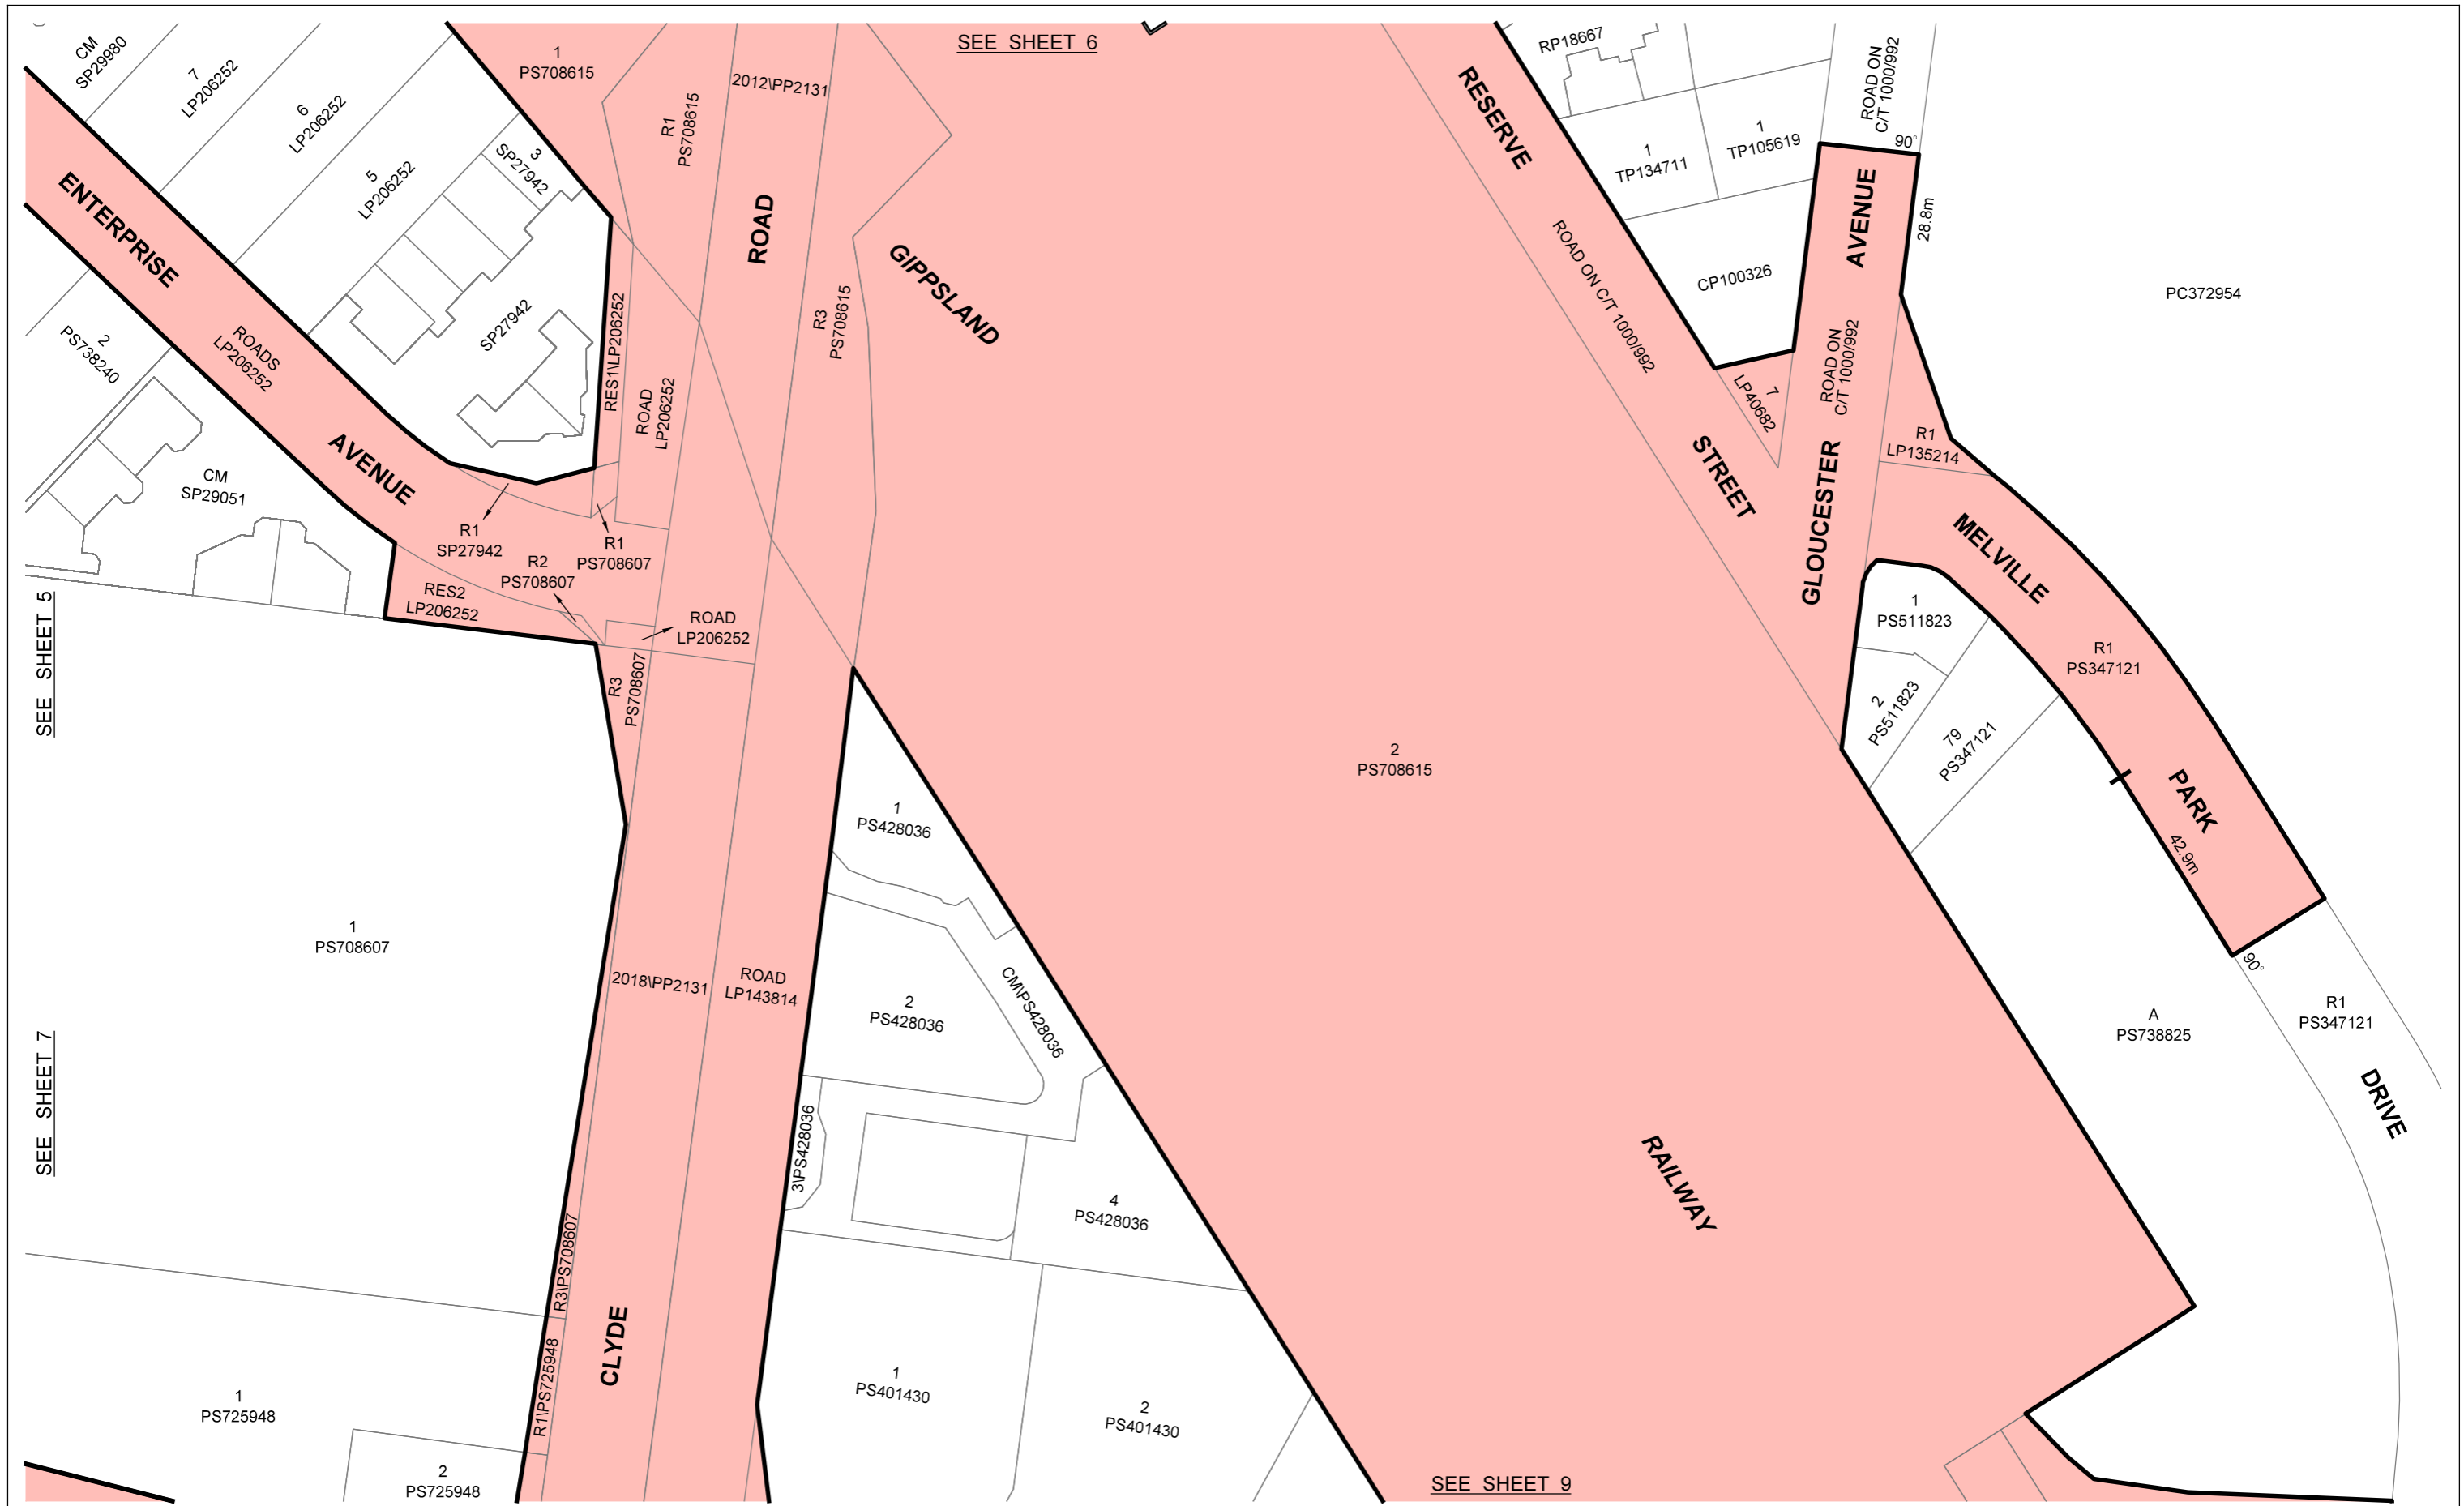 SEE SHEET 6
CM
SP29980
7
LP206252
6
LP206252
5
LP206252
3
SP27942
SP27942
1
PS708615
R1
PS708615
2012\PP2131
ROAD
R3
PS708615
GIPPSLAND
RESERVE
RP18667
1
TP134711
1
TP105619
ROAD ON
C/T 1000/992
90°
AVENUE
28.8m
CP100326
PC372954
ROAD ON C/T 1000/992
ROAD ON
C/T 1000/992
7
LP40682
R1
LP135214
STREET
GLOUCESTER
MELVILLE
ENTERPRISE
ROADS
LP206252
2
PS738240
AVENUE
CM
SP29051
RES1\LP206252
ROAD
LP206252
R1
SP27942
R1
PS708607
R2
PS708607
RES2
LP206252
ROAD
LP206252
R3
PS708607
SEE SHEET 5
1
PS511823
2
PS511823
79
PS347121
R1
PS347121
PARK
42.9m
90°
2
PS708615
1
PS428036
1
PS708607
2018\PP2131
ROAD
LP143814
2
PS428036
CM\PS428036
3\PS428036
4
PS428036
A
PS738825
R1
PS347121
DRIVE
SEE SHEET 7
RAILWAY
R3\PS708607
CLYDE
R1\PS725948
1
PS725948
2
PS725948
1
PS401430
2
PS401430
SEE SHEET 9